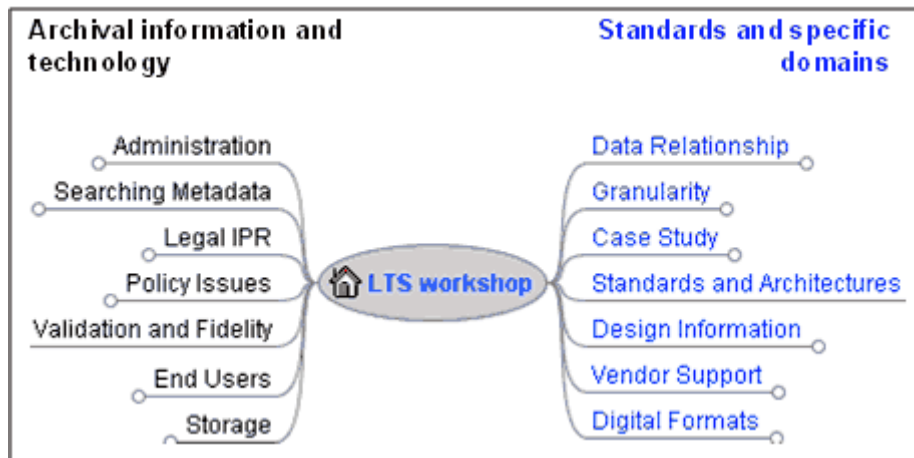 Archival information and
technology
Standards and specific
domains
Administration
Searching Metadata
Legal IPR
Policy Issues
Validation and Fidelity
End Users
Storage
LTS workshop
Data Relationship
Granularity
Case Study
Standards and Architectures
Design Information
Vendor Support
Digital Formats